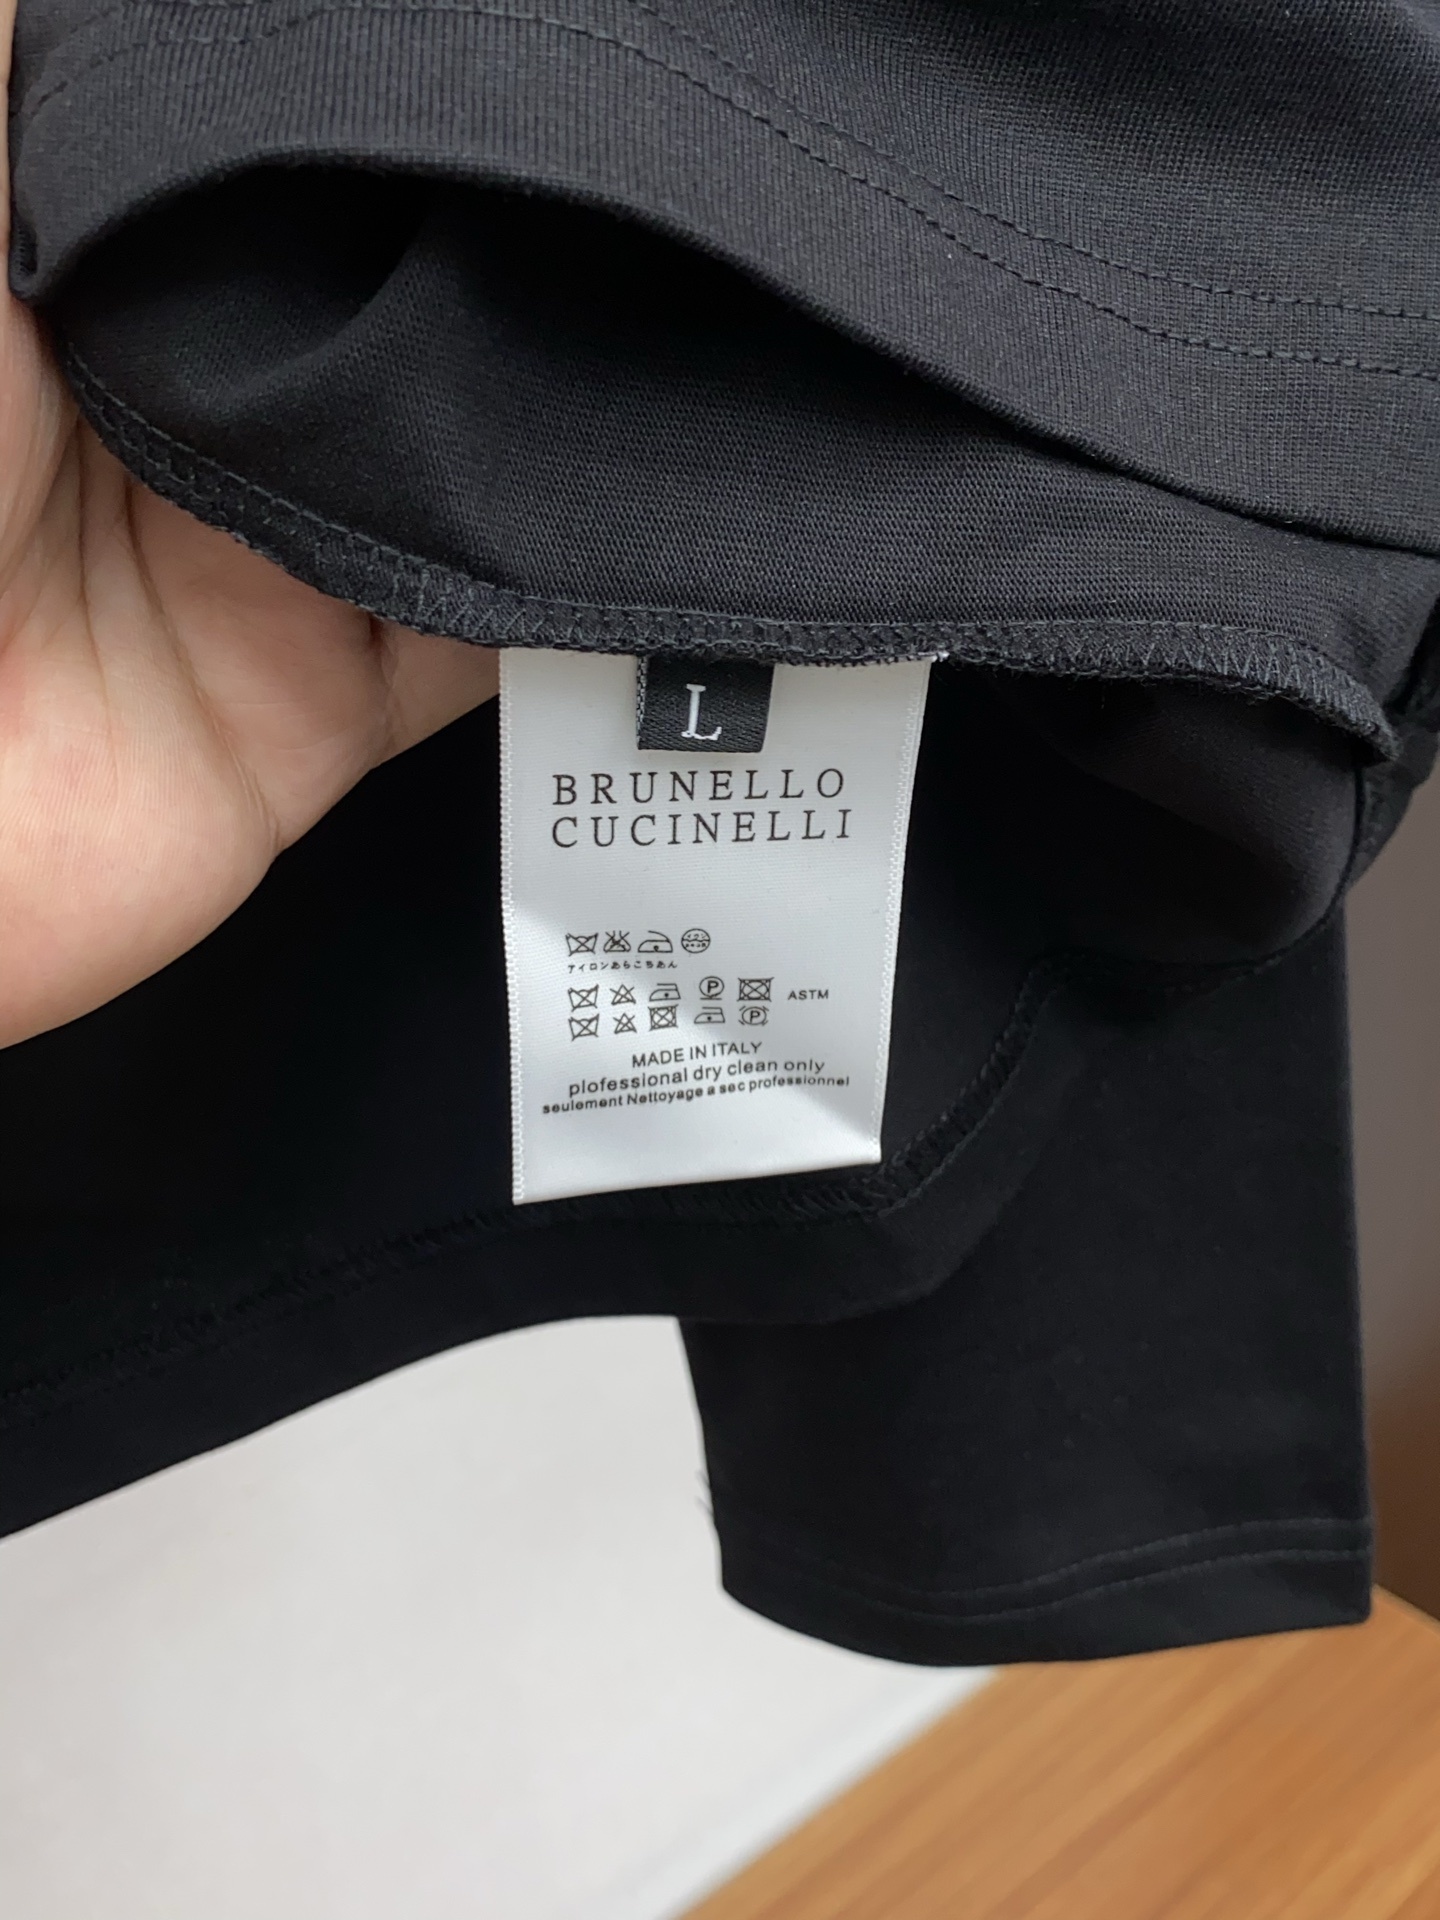 L
BRUNELLO
CUCINELLI
アイロンあらこちあん
P ASTM
P
MADE IN ITALY
plofessional dry clean only
seulement Nettoyage a sec professionnel